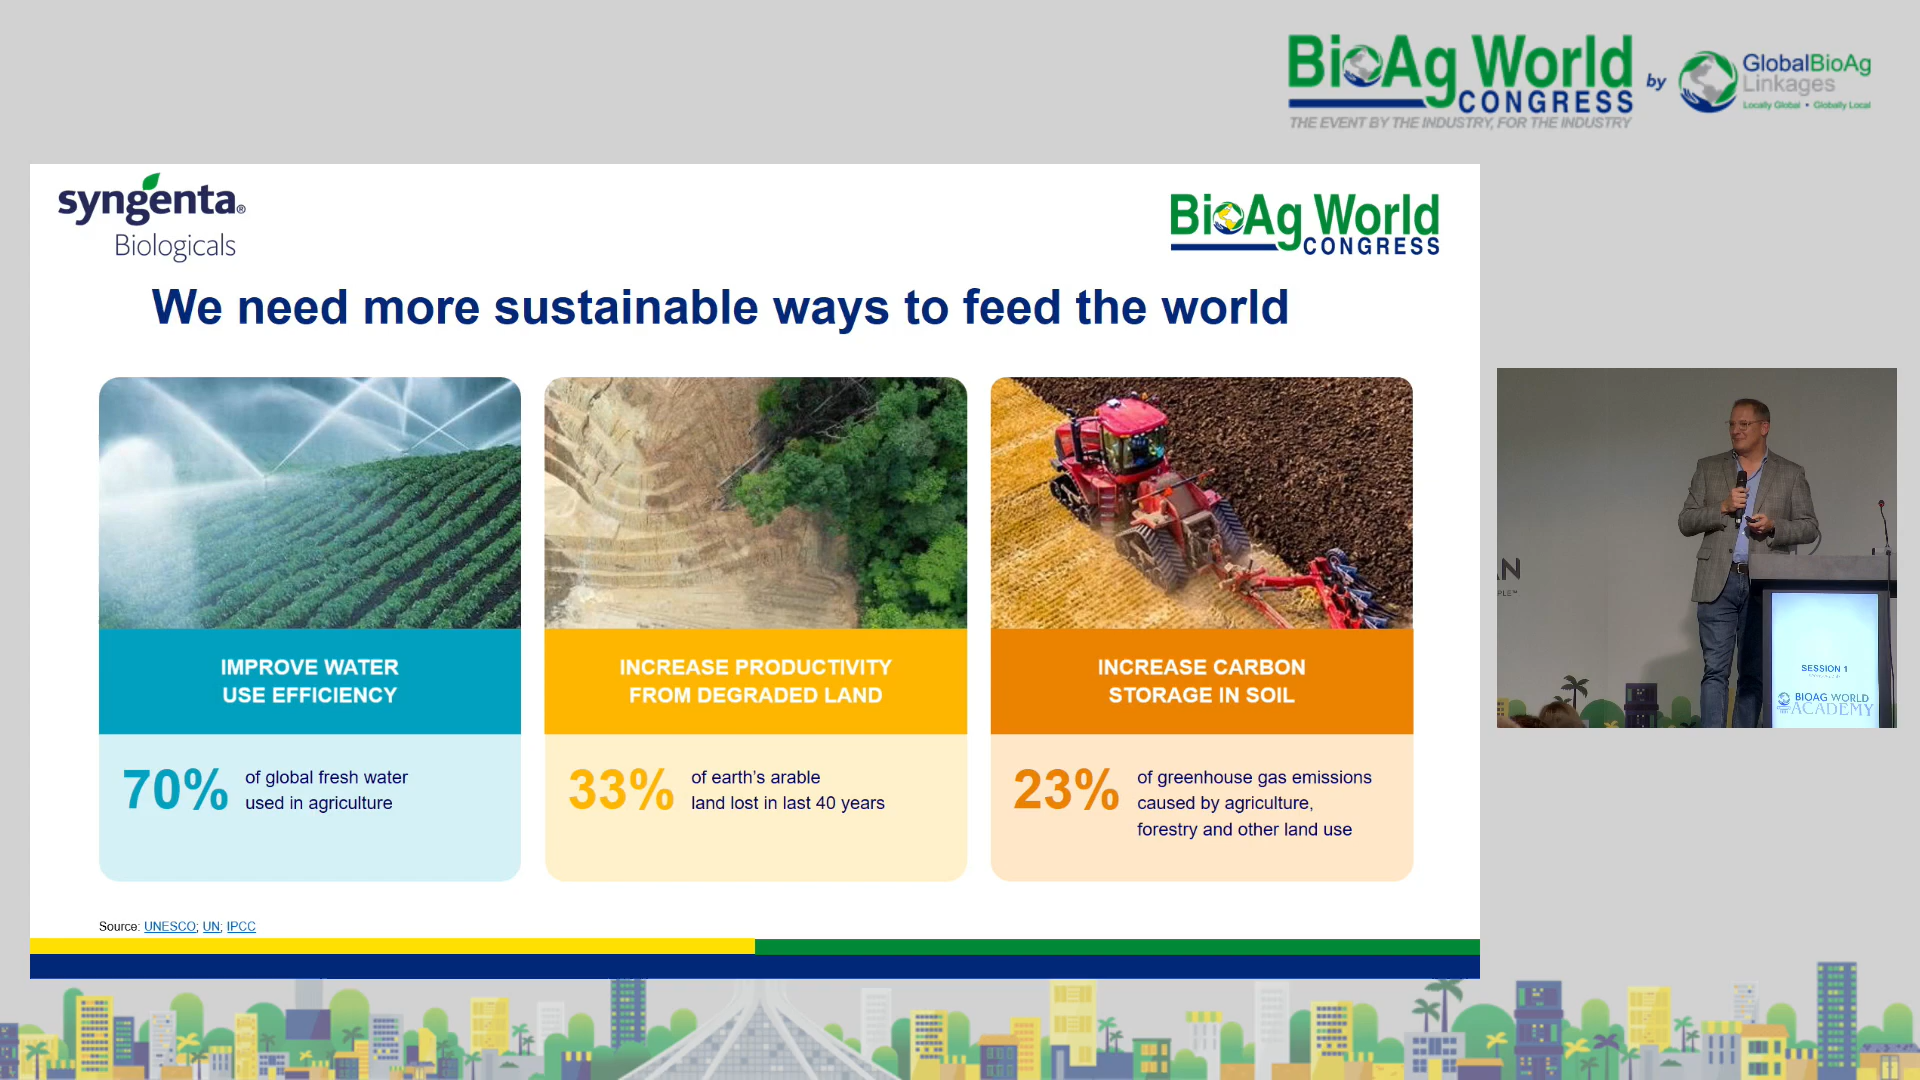 BioAg World
CONGRESS
THE EVENT BY THE INDUSTRY, FOR THE INDUSTRY
by
GlobalBioAg
Linkages
Locally Global • Globally Local
syngenta®
Biologicals
BioAg World
CONGRESS
We need more sustainable ways to feed the world
IMPROVE WATER
USE EFFICIENCY
70%
of global fresh water
used in agriculture
INCREASE PRODUCTIVITY
FROM DEGRADED LAND
33%
of earth's arable
land lost in last 40 years
INCREASE CARBON
STORAGE IN SOIL
23%
of greenhouse gas emissions
caused by agriculture,
forestry and other land use
Source: UNESCO; UN; IPCC
SESSION 1
BIOAG WORLD
ACADEMY